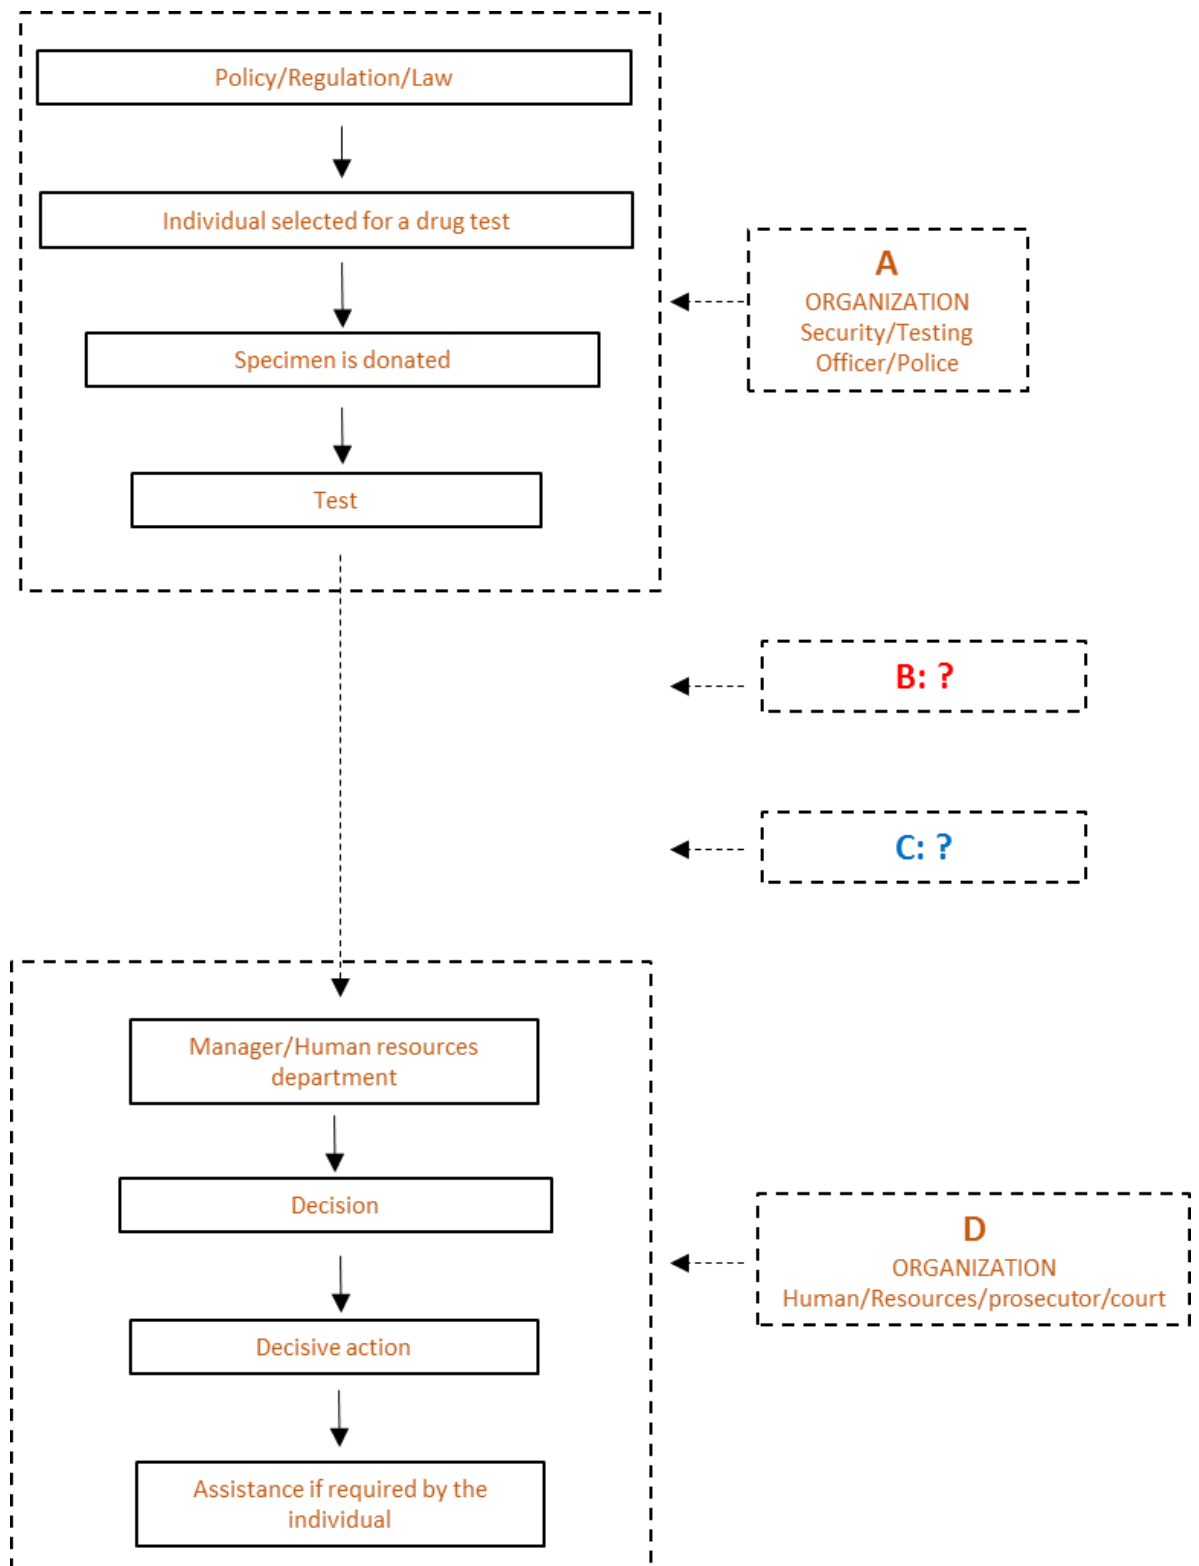 Policy/Regulation/Law
Individual selected for a drug test
Specimen is donated
Test
A
ORGANIZATION
Security/Testing
Officer/Police
B: ?
C: ?
Manager/Human resources
department
Decision
Decisive action
Assistance if required by the
individual
D
ORGANIZATION
Human/Resources/prosecutor/court